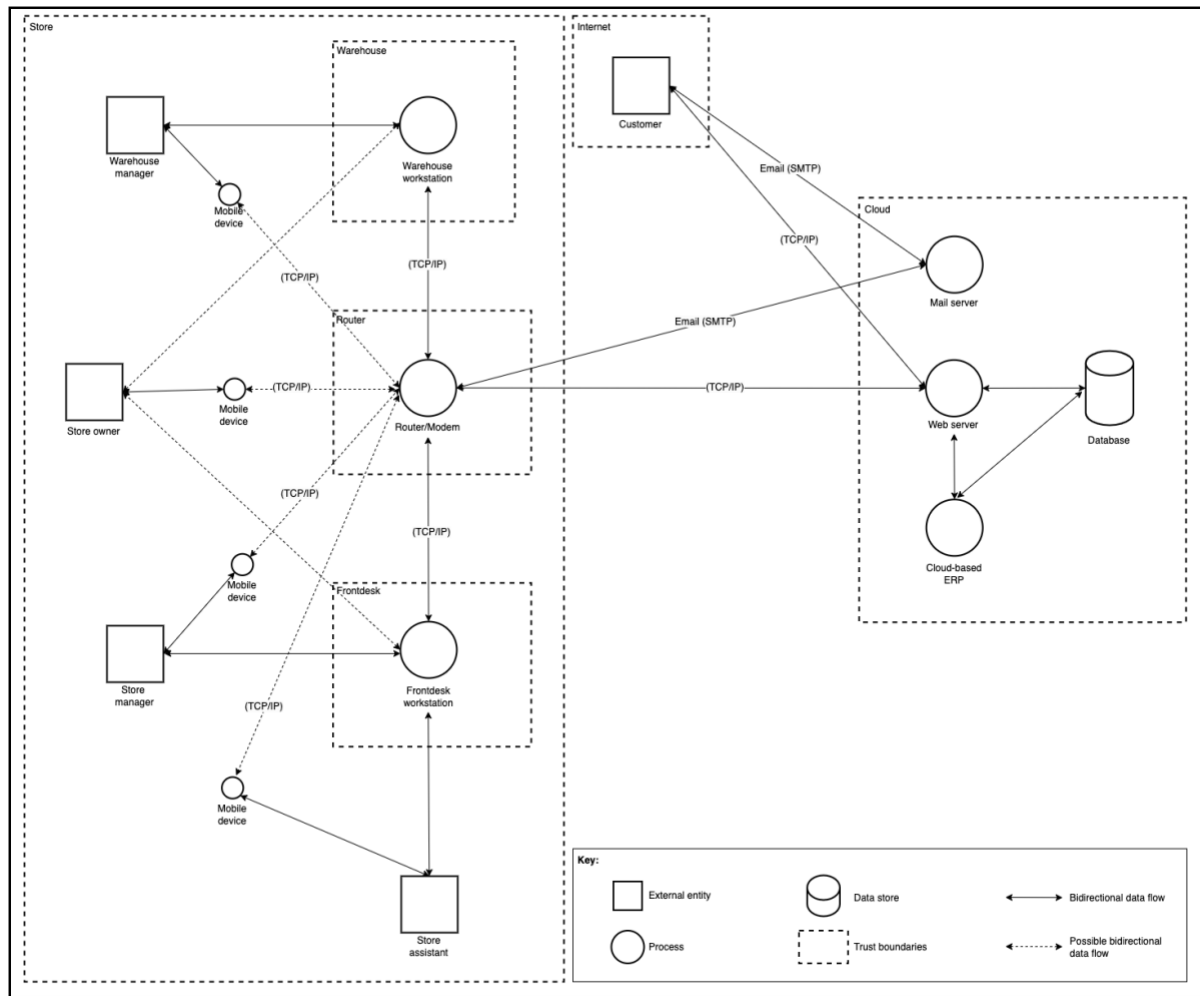 Store
Internet
Warehouse
Customer
Warehouse
manager
Warehouse
workstation
Email (SMTP)
Mobile
device
Cloud
(TCP/IP)
(TCP/IP)
(TCP/IP)
Mail server
Router
Email (SMTP)
(TCP/IP)
(TCP/IP)
Mobile
device
Store owner
Router/Modem
Web server
Database
(TCP/IP)
(TCP/IP)
Mobile
device
Cloud-based
ERP
Frontdesk
Store
manager
Frontdesk
workstation
(TCP/IP)
Mobile
device
Store
assistant
Key:
External entity
Data store
Bidirectional data flow
Process
Trust boundaries
Possible bidirectional
data flow